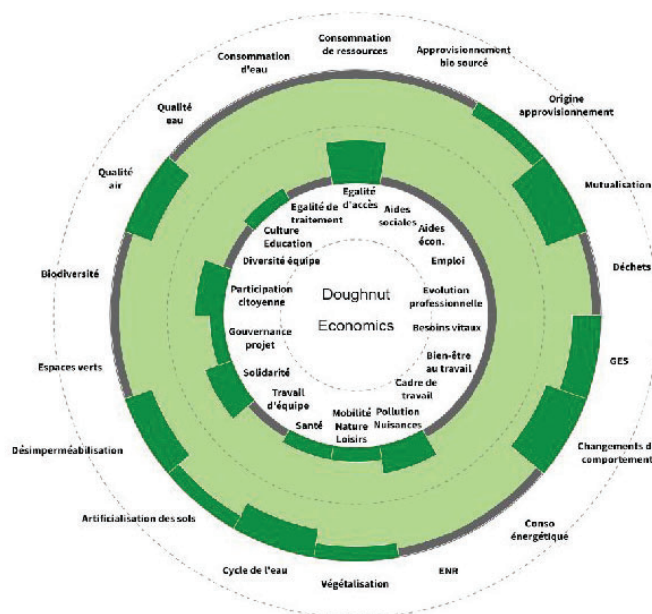 Consommation
de ressources
Approvisionnement
bio sourcé
Origine
approvisionnement
Mutualisation
Déchets
GES
Changements d
comportement
Conso
énergétique
ENR
Végétalisation
Cycle de l'eau
Artificialisation des sols
Désimperméabilisation
Espaces verts
Biodiversité
Qualité
air
Qualité
eau
Consommation
d'eau
Egalité
d'accès
Aides
sociales
Aides
écon.
Emploi
Evolution
professionnelle
Besoins vitaux
Bien-être
au travail
Cadre de
travail
Pollution
Nuisances
Mobilité
Nature
Loisirs
Santé
Travail
d'équipe
Solidarité
Gouvernance
projet
Participation
citoyenne
Diversité équipe
Culture
Education
Egalité de
traitement
Doughnut
Economics